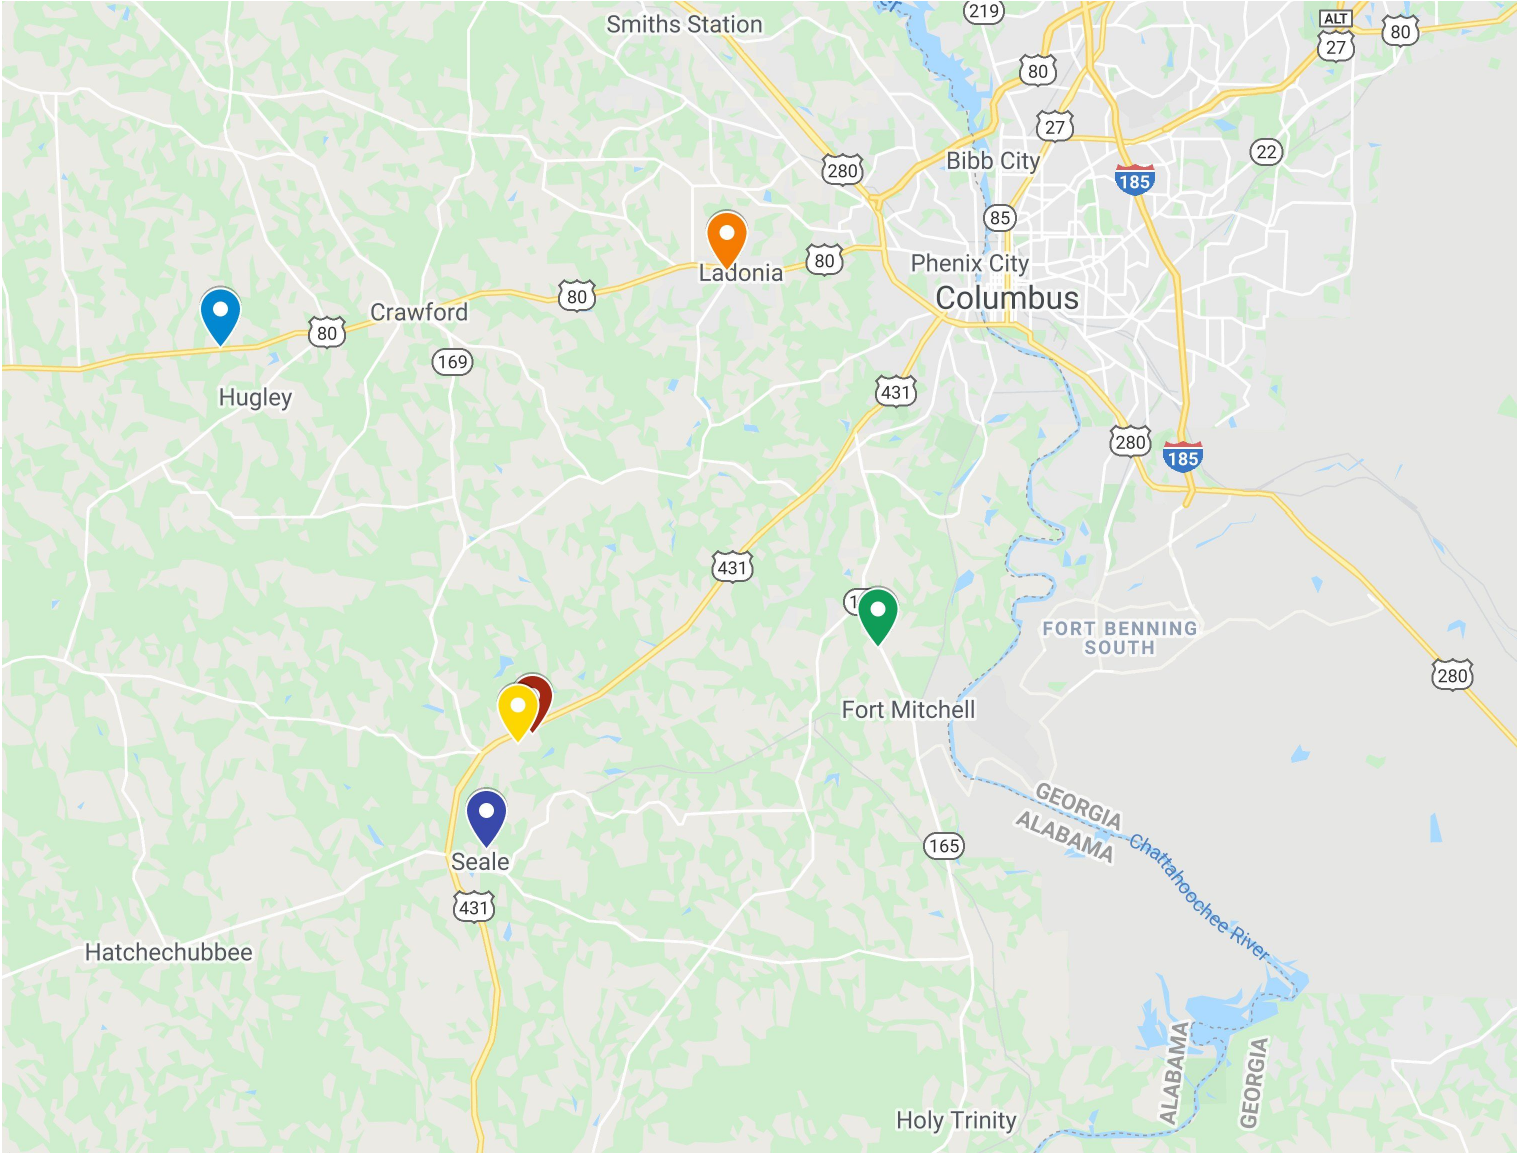 Smiths Station
219
ALT
27
80
80
27
Bibb City
22
280
185
85
Ladonia
80
Phenix City
Columbus
80
Crawford
80
169
Hugley
431
280
185
431
FORT BENNING
SOUTH
280
Fort Mitchell
GEORGIA
ALABAMA
Chattahoochee River
165
Seale
431
Hatchechubbee
ALABAMA
GEORGIA
Holy Trinity